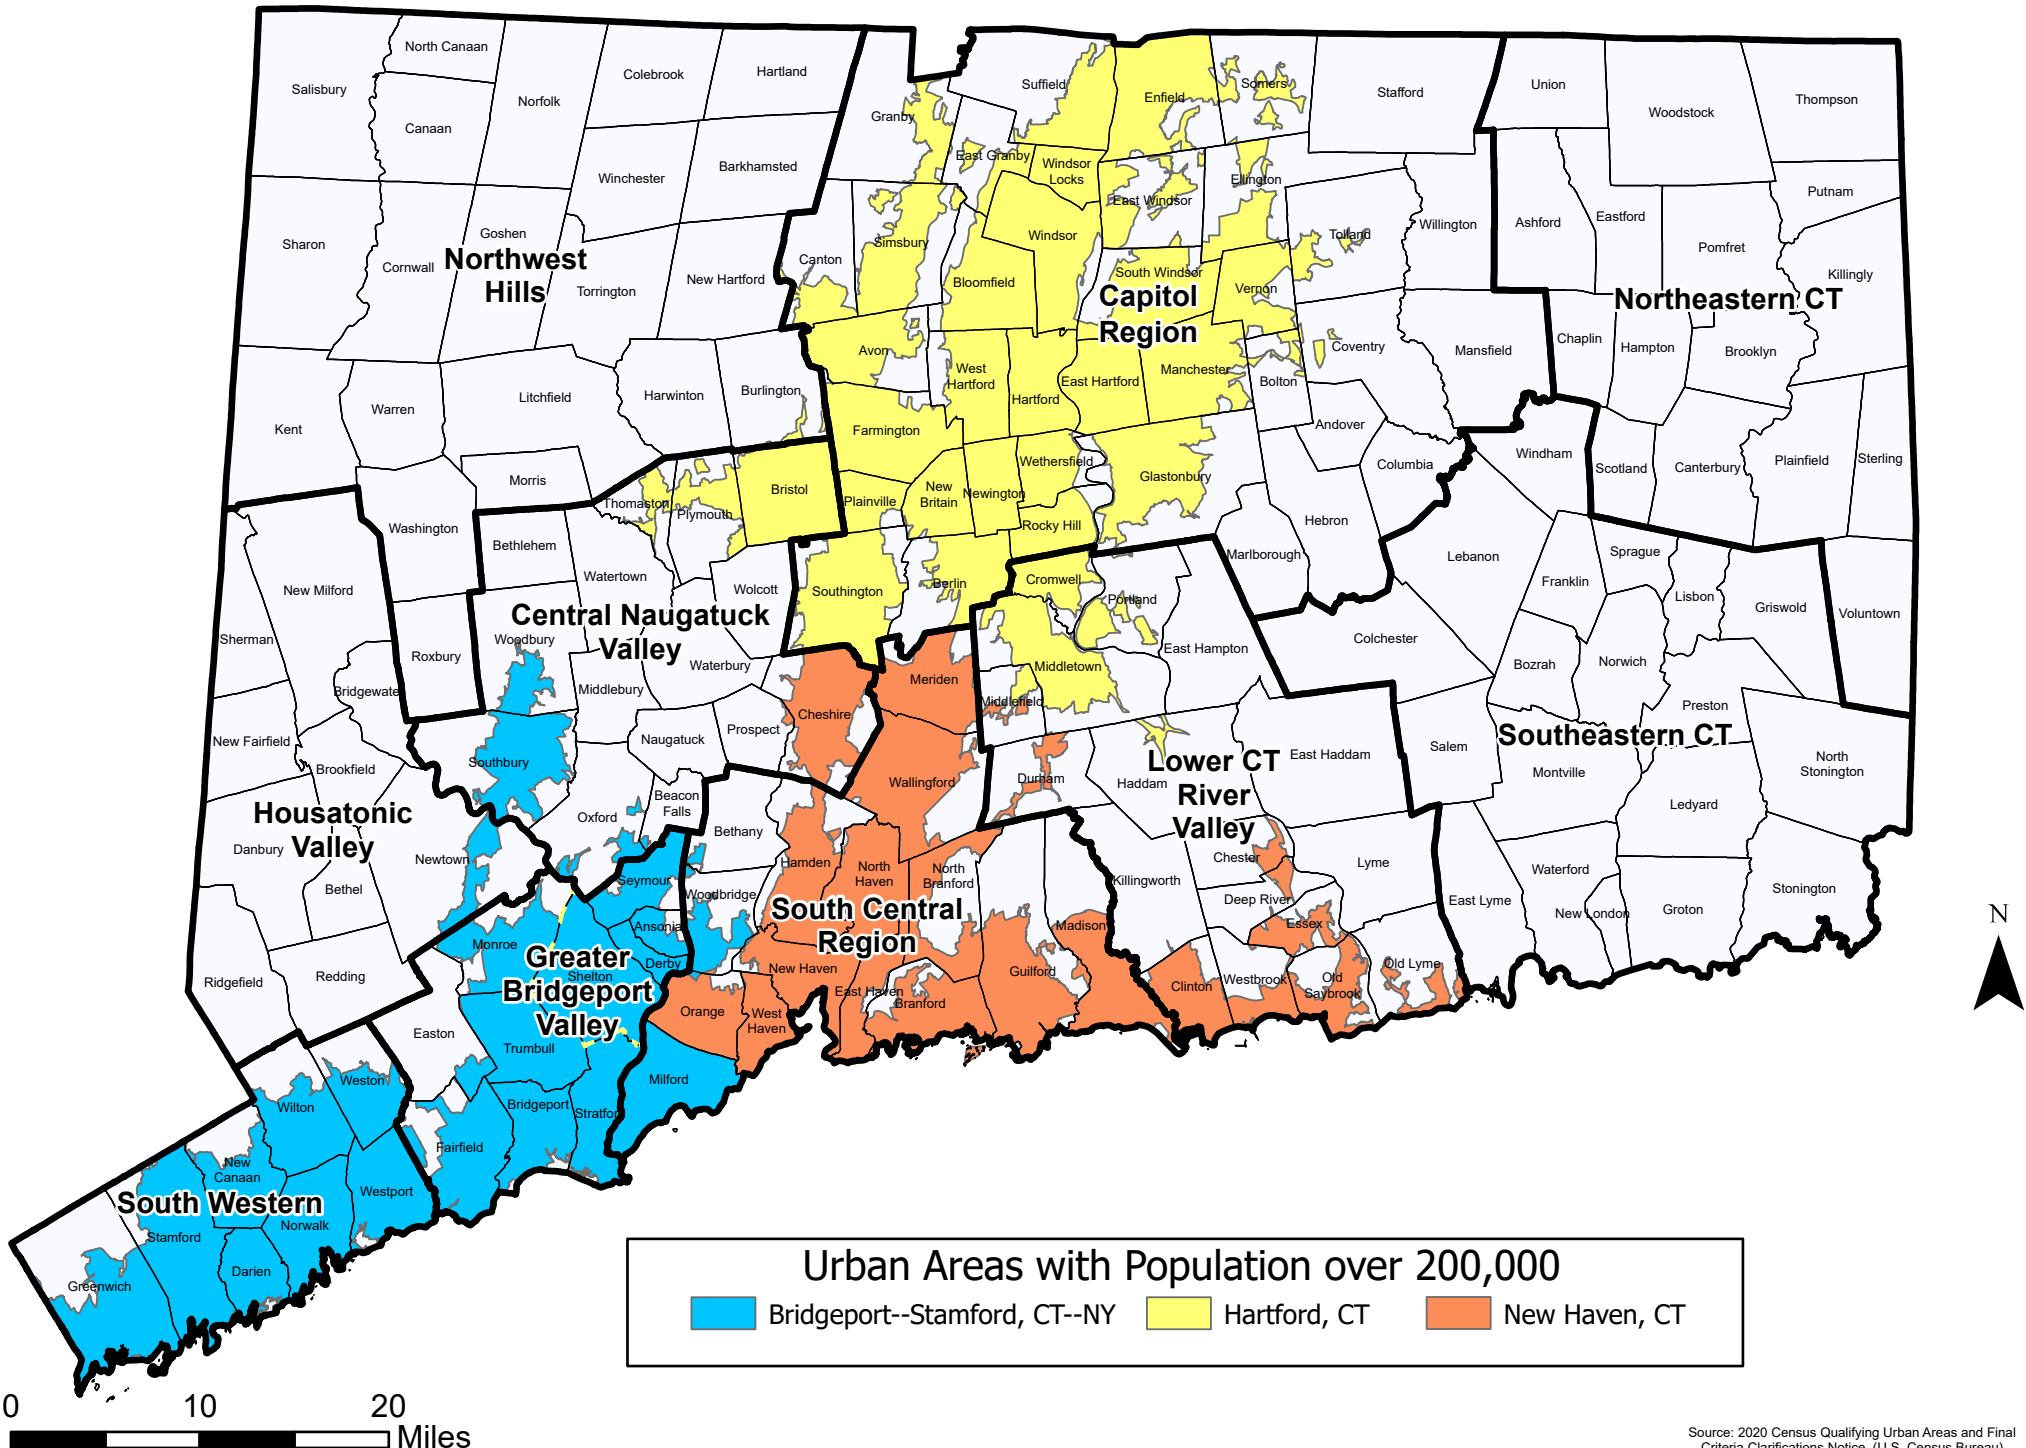 North Canaan
Colebrook
Hartland
Salisbury
Norfolk
Canaan
Suffield
Enfield
Somers
Stafford
Union
Woodstock
Thompson
Granby
East Granby
Windsor
Locks
Barkhamsted
Winchester
East Windsor
Ellington
Putnam
Eastford
Ashford
Willington
Tolland
Sharon
Goshen
Cornwall
Northwest
Hills
Torrington
New Hartford
Canton
Simsbury
Windsor
Bloomfield
South Windsor
Vernon
Capitol
Region
Pomfret
Killingly
Northeastern CT
Chaplin
Hampton
Brooklyn
Mansfield
Coventry
Bolton
Manchester
East Hartford
Hartford
West
Hartford
Avon
Burlington
Harwinton
Litchfield
Warren
Kent
Farmington
Andover
Columbia
Windham
Scotland
Canterbury
Plainfield
Sterling
Wethersfield
Glastonbury
Newington
New
Britain
Plainville
Bristol
Plymouth
Thomaston
Morris
Washington
Rocky Hill
Hebron
Marlborough
Lebanon
Franklin
Sprague
Lisbon
Griswold
Voluntown
Bethlehem
Watertown
Wolcott
Southington
Berlin
Cromwell
Portland
New Milford
Sherman
Roxbury
Woodbury
Central Naugatuck
Valley
Waterbury
Middlebury
Bridgewate
Meriden
Middletown
Middlefield
East Hampton
Colchester
Bozrah
Norwich
Preston
Cheshire
Prospect
Naugatuck
Southbury
New Fairfield
Brookfield
Southeastern CT
Salem
Montville
North
Stonington
Ledyard
East Haddam
Haddam
Lower CT
River
Valley
Durham
Wallingford
Beacon
Falls
Oxford
Bethany
Housatonic
Valley
Danbury
Bethel
Newtown
Hamden
North
Haven
North
Branford
Killingworth
Chester
Lyme
Waterford
East Lyme
New London
Groton
Stonington
Deep River
Essex
Seymour
Woodbridge
Ansonia
Derby
South Central
Region
Madison
Monroe
Greater
Bridgeport
Valley
Shelton
New Haven
Guilford
Clinton
Westbrook
Old
Saybrook
Old Lyme
Ridgefield
Redding
Easton
Trumbull
Orange
West
Haven
East Haven
Branford
Milford
Weston
Wilton
Bridgeport
Stratford
Fairfield
New
Canaan
Westport
South Western
Norwalk
Stamford
Darien
Greenwich
N
Urban Areas with Population over 200,000
Bridgeport--Stamford, CT--NY
Hartford, CT
New Haven, CT
0 10 20
Miles
Source: 2020 Census Qualifying Urban Areas and Final
Criteria Clarifications Notice, (U.S. Census Bureau)